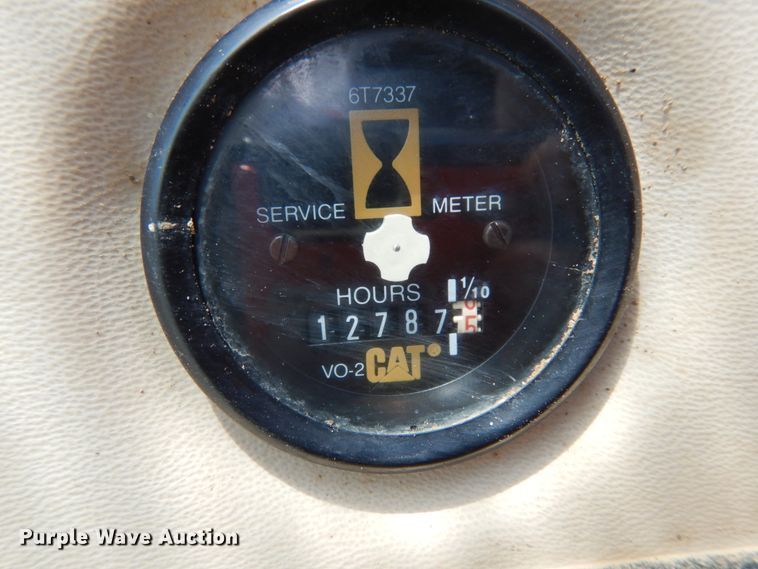 6T7337
SERVICE METER
HOURS 1/10
12787
VO-2 CAT
Purple Wave Auction